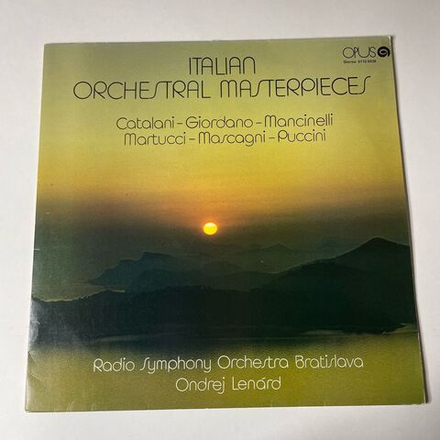 OPUS
ITALIAN
ORCHESTRAL MASTERPIECES
Catalani-Giordano-Mancinelli
Martucci-Mascagni-Puccini
Radio Symphony Orchestra Bratislava
Ondrej Lenárd